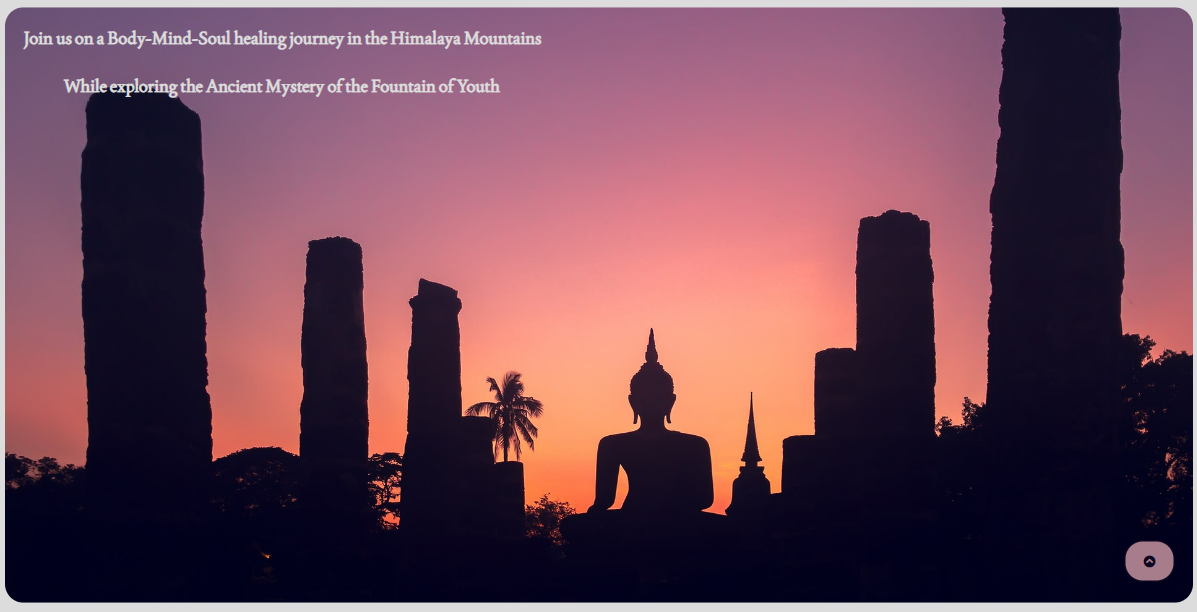 Join us on a Body-Mind-Soul healing journey in the Himalaya Mountains
While exploring the Ancient Mystery of the Fountain of Youth